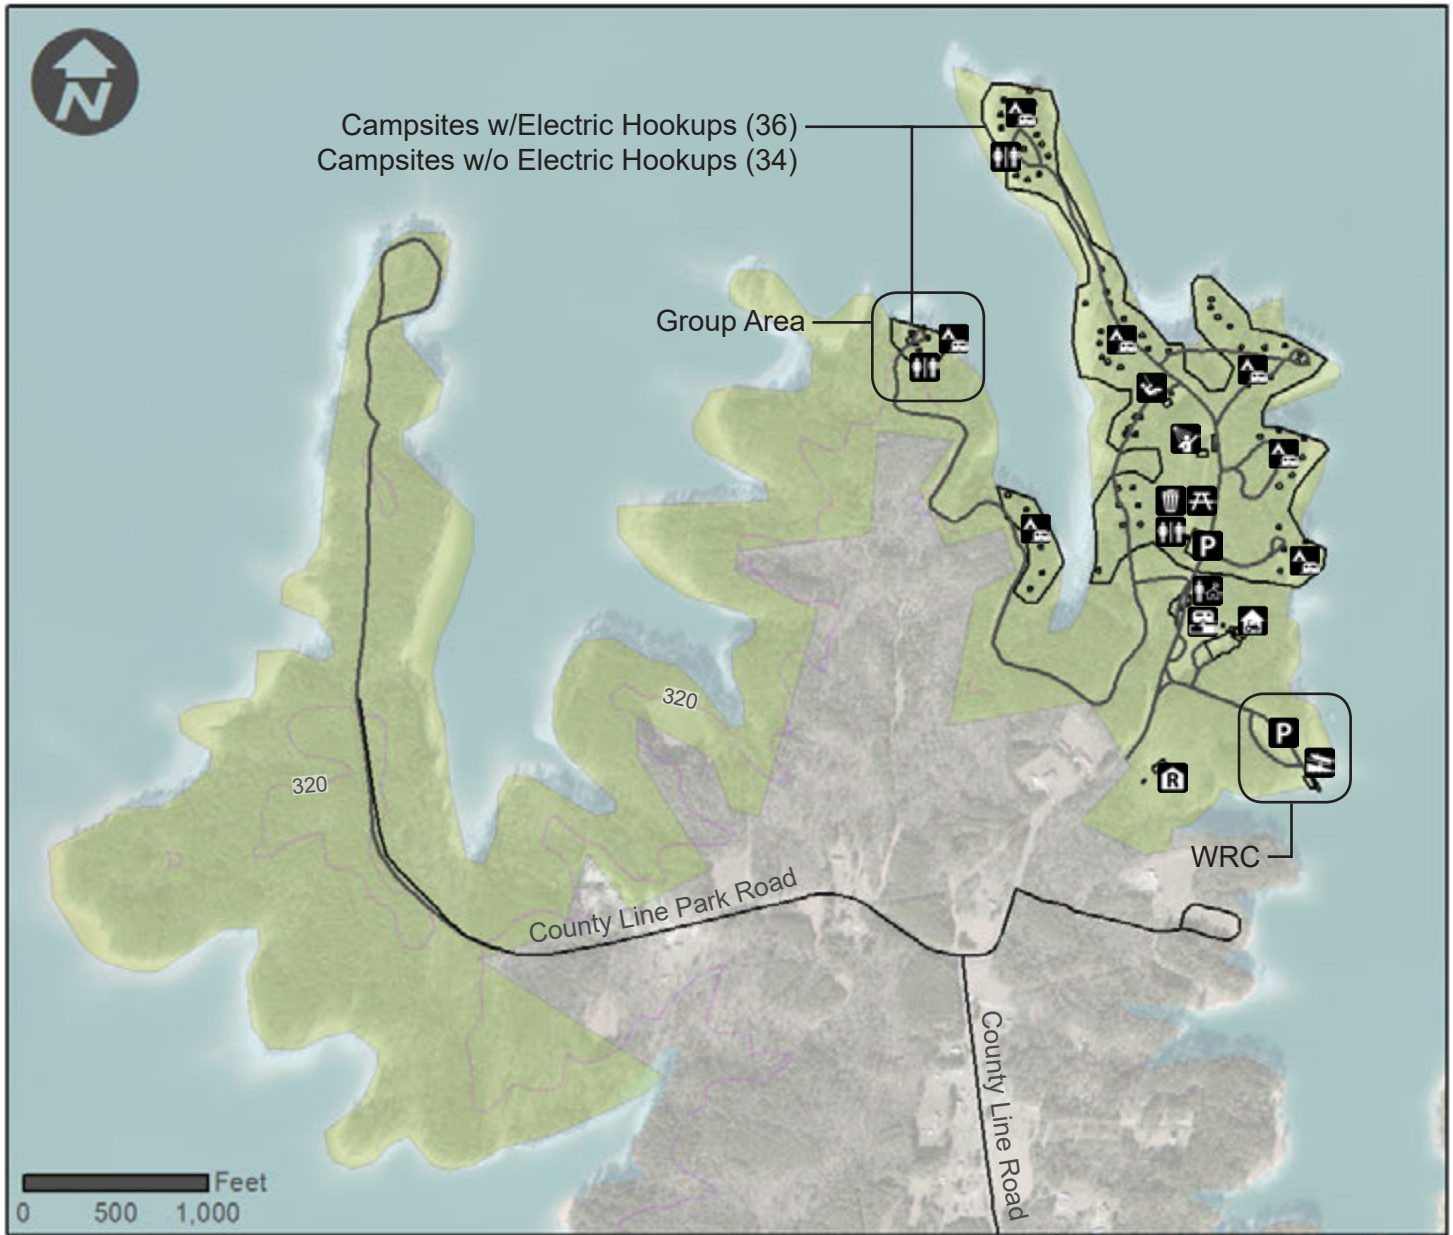 N
Campsites w/Electric Hookups (36)
Campsites w/o Electric Hookups (34)
Group Area
P
320
320
P
R
WRC
County Line Park Road
County Line Road
Feet
0 500 1,000